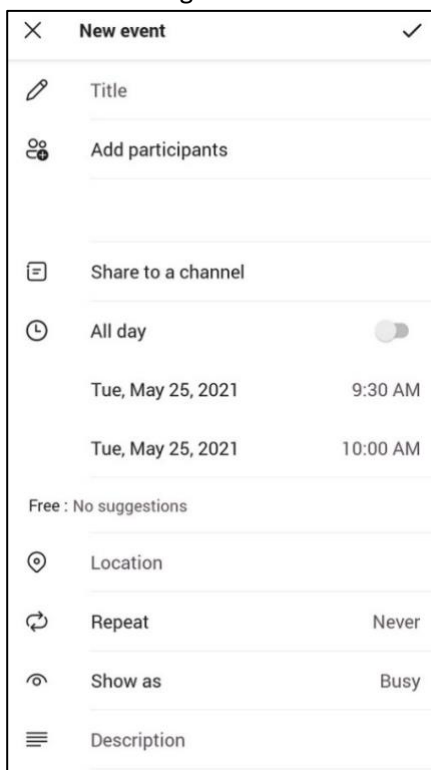 New event
Title
Add participants
Share to a channel
All day
Tue, May 25, 2021 9:30 AM
Tue, May 25, 2021 10:00 AM
Free : No suggestions
Location
Repeat Never
Show as Busy
Description